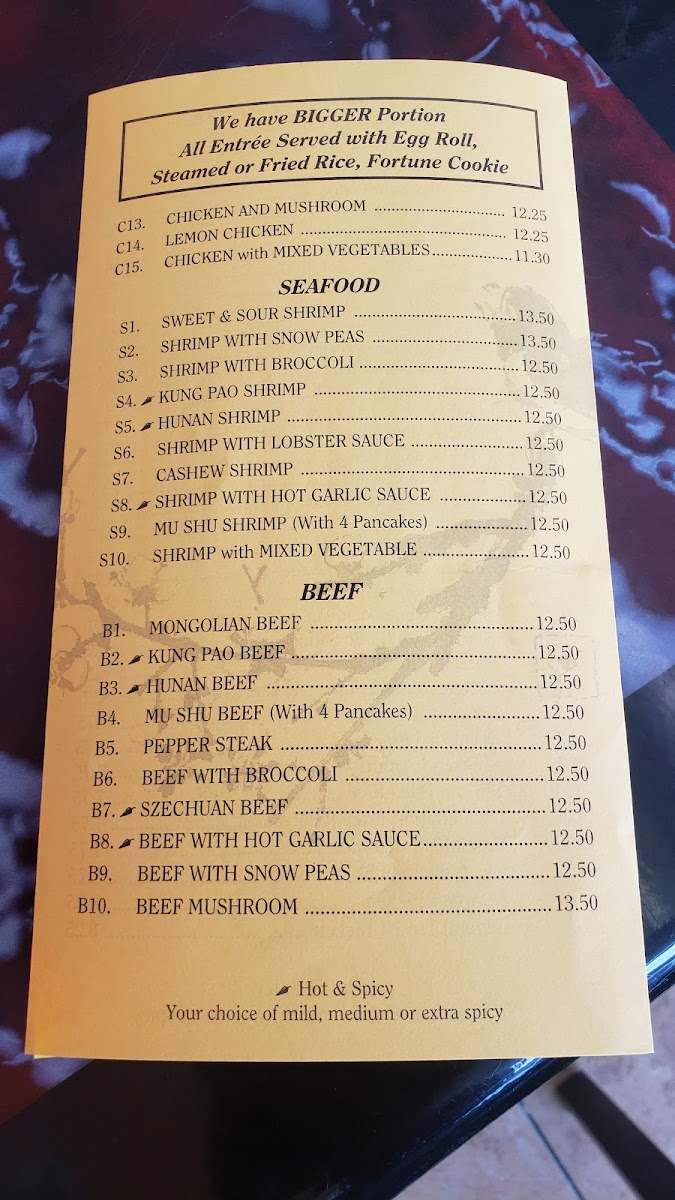 We have BIGGER Portion
All Entrée Served with Egg Roll,
Steamed or Fried Rice, Fortune Cookie
C13. CHICKEN AND MUSHROOM ................................ 12.25
C14. LEMON CHICKEN .................................................. 12.25
C15. CHICKEN with MIXED VEGETABLES....................11.30
SEAFOOD
S1. SWEET & SOUR SHRIMP .......................................13.50
S2. SHRIMP WITH SNOW PEAS ...................................13.50
S3. SHRIMP WITH BROCCOLI ......................................12.50
S4. KUNG PAO SHRIMP ................................................12.50
S5. HUNAN SHRIMP ......................................................12.50
S6. SHRIMP WITH LOBSTER SAUCE ..........................12.50
S7. CASHEW SHRIMP ...................................................12.50
S8. SHRIMP WITH HOT GARLIC SAUCE ....................12.50
S9. MU SHU SHRIMP (With 4 Pancakes) .....................12.50
S10. SHRIMP with MIXED VEGETABLE ........................12.50
BEEF
B1. MONGOLIAN BEEF ................................................12.50
B2. KUNG PAO BEEF ....................................................12.50
B3. HUNAN BEEF ..........................................................12.50
B4. MU SHU BEEF (With 4 Pancakes) .........................12.50
B5. PEPPER STEAK .......................................................12.50
B6. BEEF WITH BROCCOLI .........................................12.50
B7. SZECHUAN BEEF ...................................................12.50
B8. BEEF WITH HOT GARLIC SAUCE.........................12.50
B9. BEEF WITH SNOW PEAS .......................................12.50
B10. BEEF MUSHROOM ................................................13.50
Hot & Spicy
Your choice of mild, medium or extra spicy